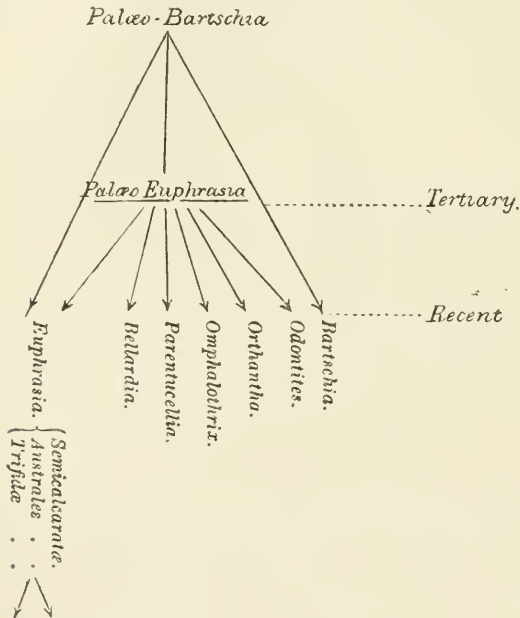 Palæo-Bartschia
Palæo Euphrasia
Tertiary.
Recent
Euphrasia.
Bellardia.
Parentucellia.
Omphalothrix.
Orthantha.
Odontites.
Bartschia.
Semicalcaratæ.
Australes . .
Trifidæ . .